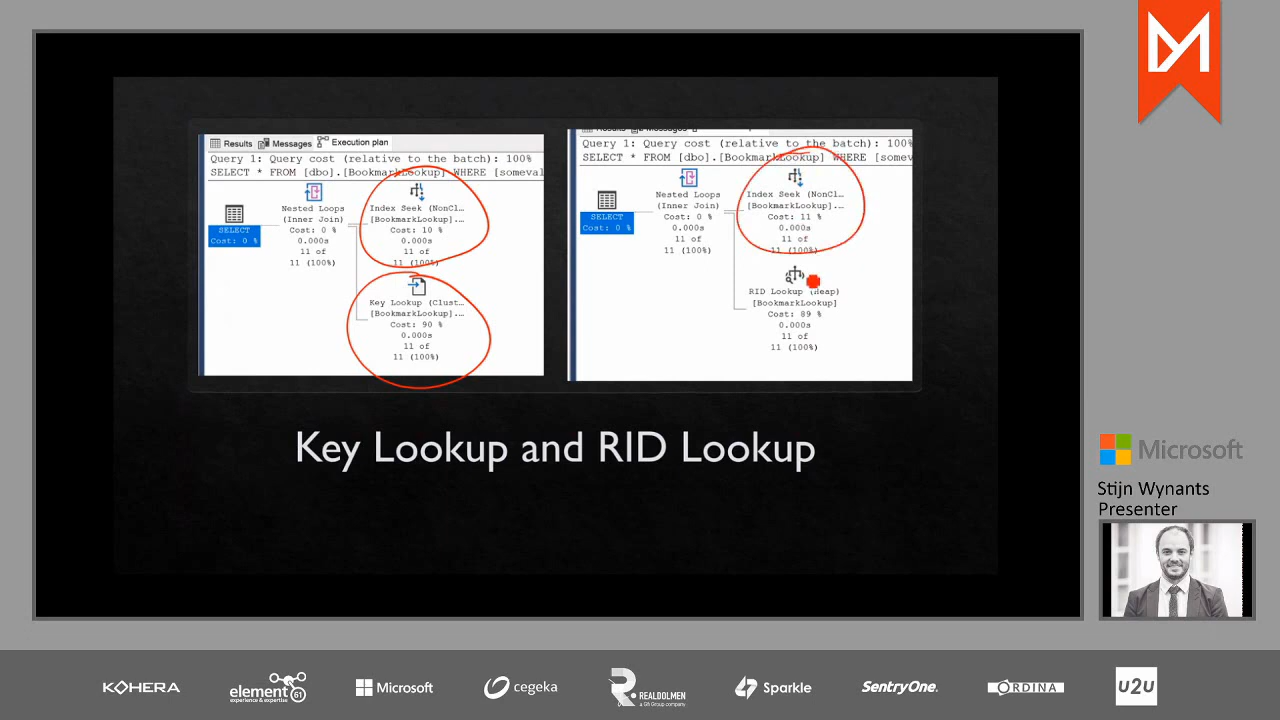 Results Messages Execution plan
Query 1: Query cost (relative to the batch): 100%
SELECT * FROM [dbo].[BookmarkLookup] WHERE [someval
SELECT
Cost: 0 %
Nested Loops
(Inner Join)
Cost: 0 %
0.000s
11 of
11 (100%)
Index Seek (NonCl…
[BookmarkLookup].…
Cost: 10 %
0.000s
11 of
11 (100%)
Key Lookup (Clust…
[BookmarkLookup].…
Cost: 90 %
0.000s
11 of
11 (100%)
Query 1: Query cost (relative to the batch): 100%
SELECT * FROM [dbo].[BookmarkLookup] WHERE [somev
SELECT
Cost: 0 %
Nested Loops
(Inner Join)
Cost: 0 %
0.000s
11 of
11 (100%)
Index Seek (NonCl…
[BookmarkLookup].…
Cost: 11 %
0.000s
11 of
11 (100%)
RID Lookup (Heap)
[BookmarkLookup]
Cost: 89 %
0.000s
11 of
11 (100%)
Key Lookup and RID Lookup
Microsoft
Stijn Wynants
Presenter
KOHERA
element 61
experience & expertise
Microsoft
cegeka
REALDOLMEN
a Gfi Group company
Sparkle
SentryOne.
ORDINA
U2U